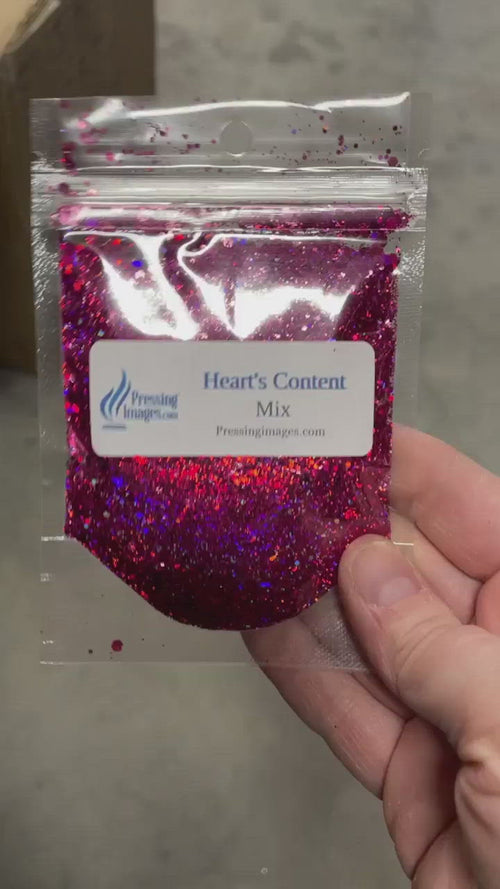 Pressing
Images.com
Heart's Content
Mix
Pressingimages.com